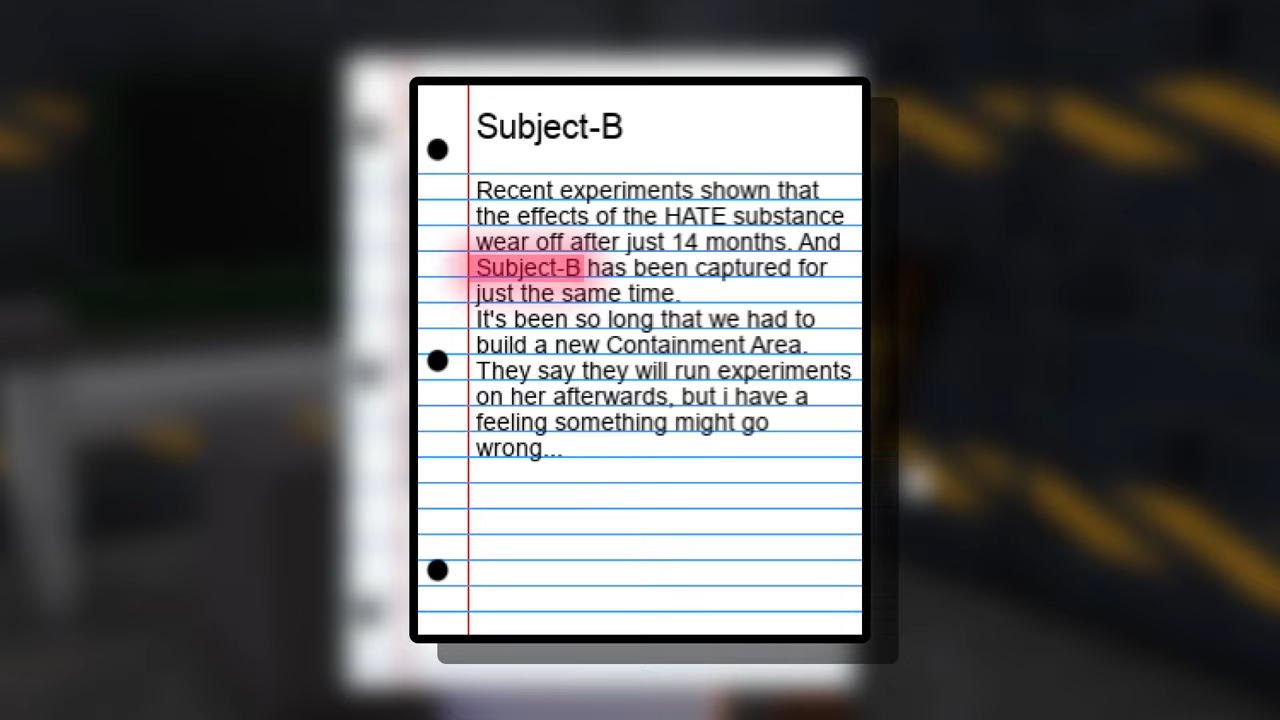 Subject-B
Recent experiments shown that
the effects of the HATE substance
wear off after just 14 months. And
Subject-B has been captured for
just the same time.
It's been so long that we had to
build a new Containment Area.
They say they will run experiments
on her afterwards, but i have a
feeling something might go
wrong...